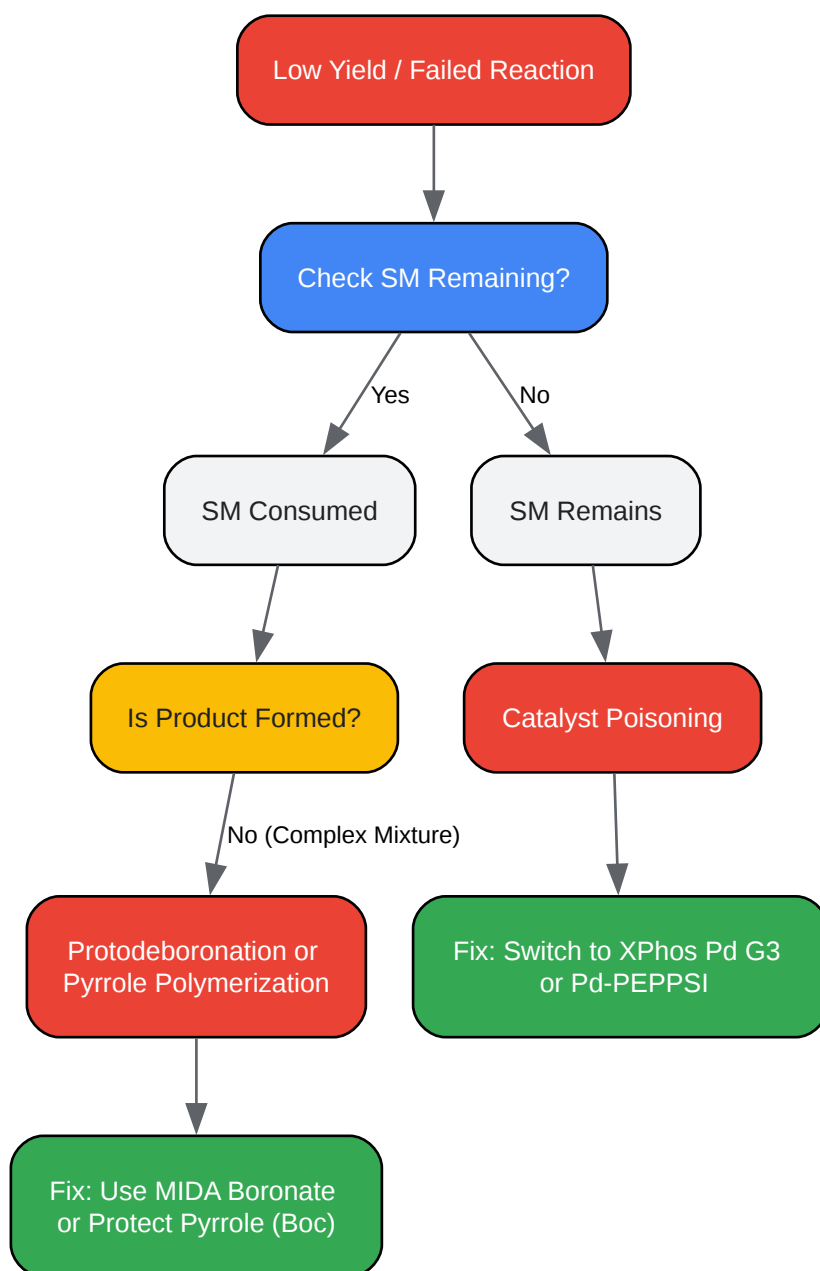 Low Yield / Failed Reaction
Check SM Remaining?
Yes
No
SM Consumed
SM Remains
Is Product Formed?
Catalyst Poisoning
No (Complex Mixture)
Protodeboronation or
Pyrrole Polymerization
Fix: Switch to XPhos Pd G3
or Pd-PEPPSI
Fix: Use MIDA Boronate
or Protect Pyrrole (Boc)